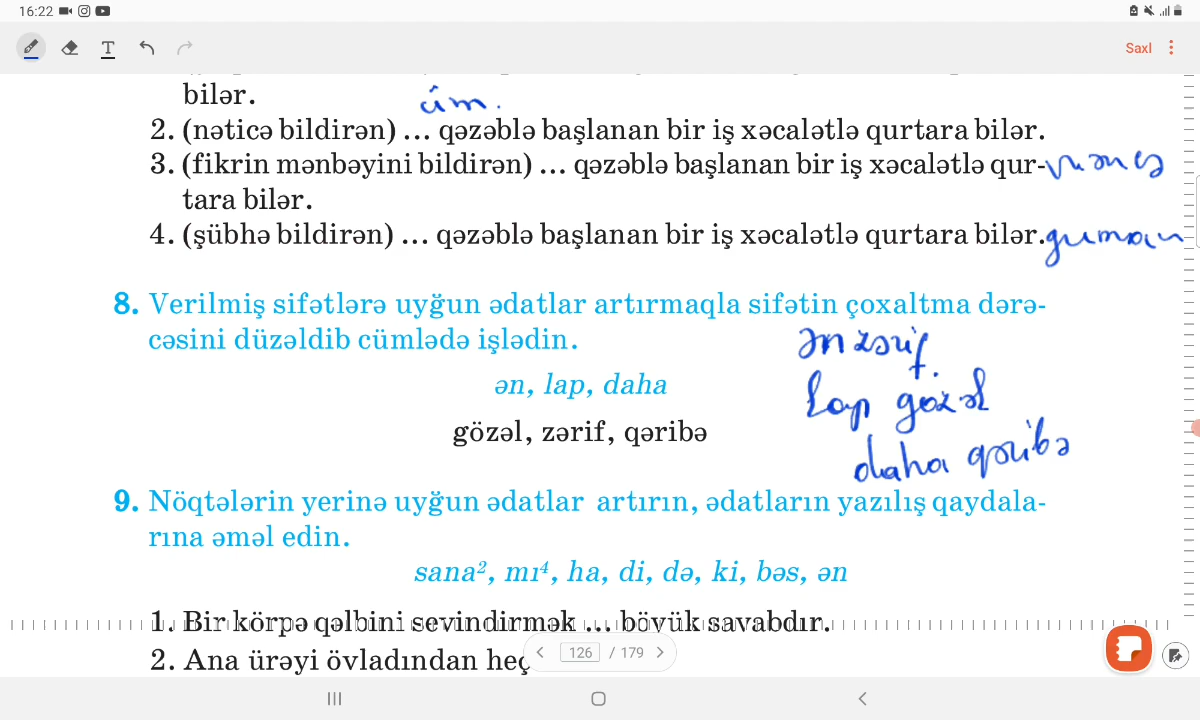 16:22
T Saxl
bilər.
üm.
2. (nəticə bildirən) ... qəzəblə başlanan bir iş xəcalətlə qurtara bilər.
3. (fikrin mənbəyini bildirən) ... qəzəblə başlanan bir iş xəcalətlə qur-
tara bilər.
4. (şübhə bildirən) ... qəzəblə başlanan bir iş xəcalətlə qurtara bilər. guman
8. Verilmiş sifətlərə uyğun ədatlar artırmaqla sifətin çoxaltma dərə-
cəsini düzəldib cümlədə işlədin.
ən zərif.
ən, lap, daha
lap gözəl
gözəl, zərif, qəribə
daha qəribə
9. Nöqtələrin yerinə uyğun ədatlar artırın, ədatların yazılış qaydala-
rına əməl edin.
sana², mı⁴, ha, di, də, ki, bəs, ən
1. Bir körpə qəlbini sevindirmək ... böyük savabdır.
2. Ana ürəyi övladından heç
126 / 179